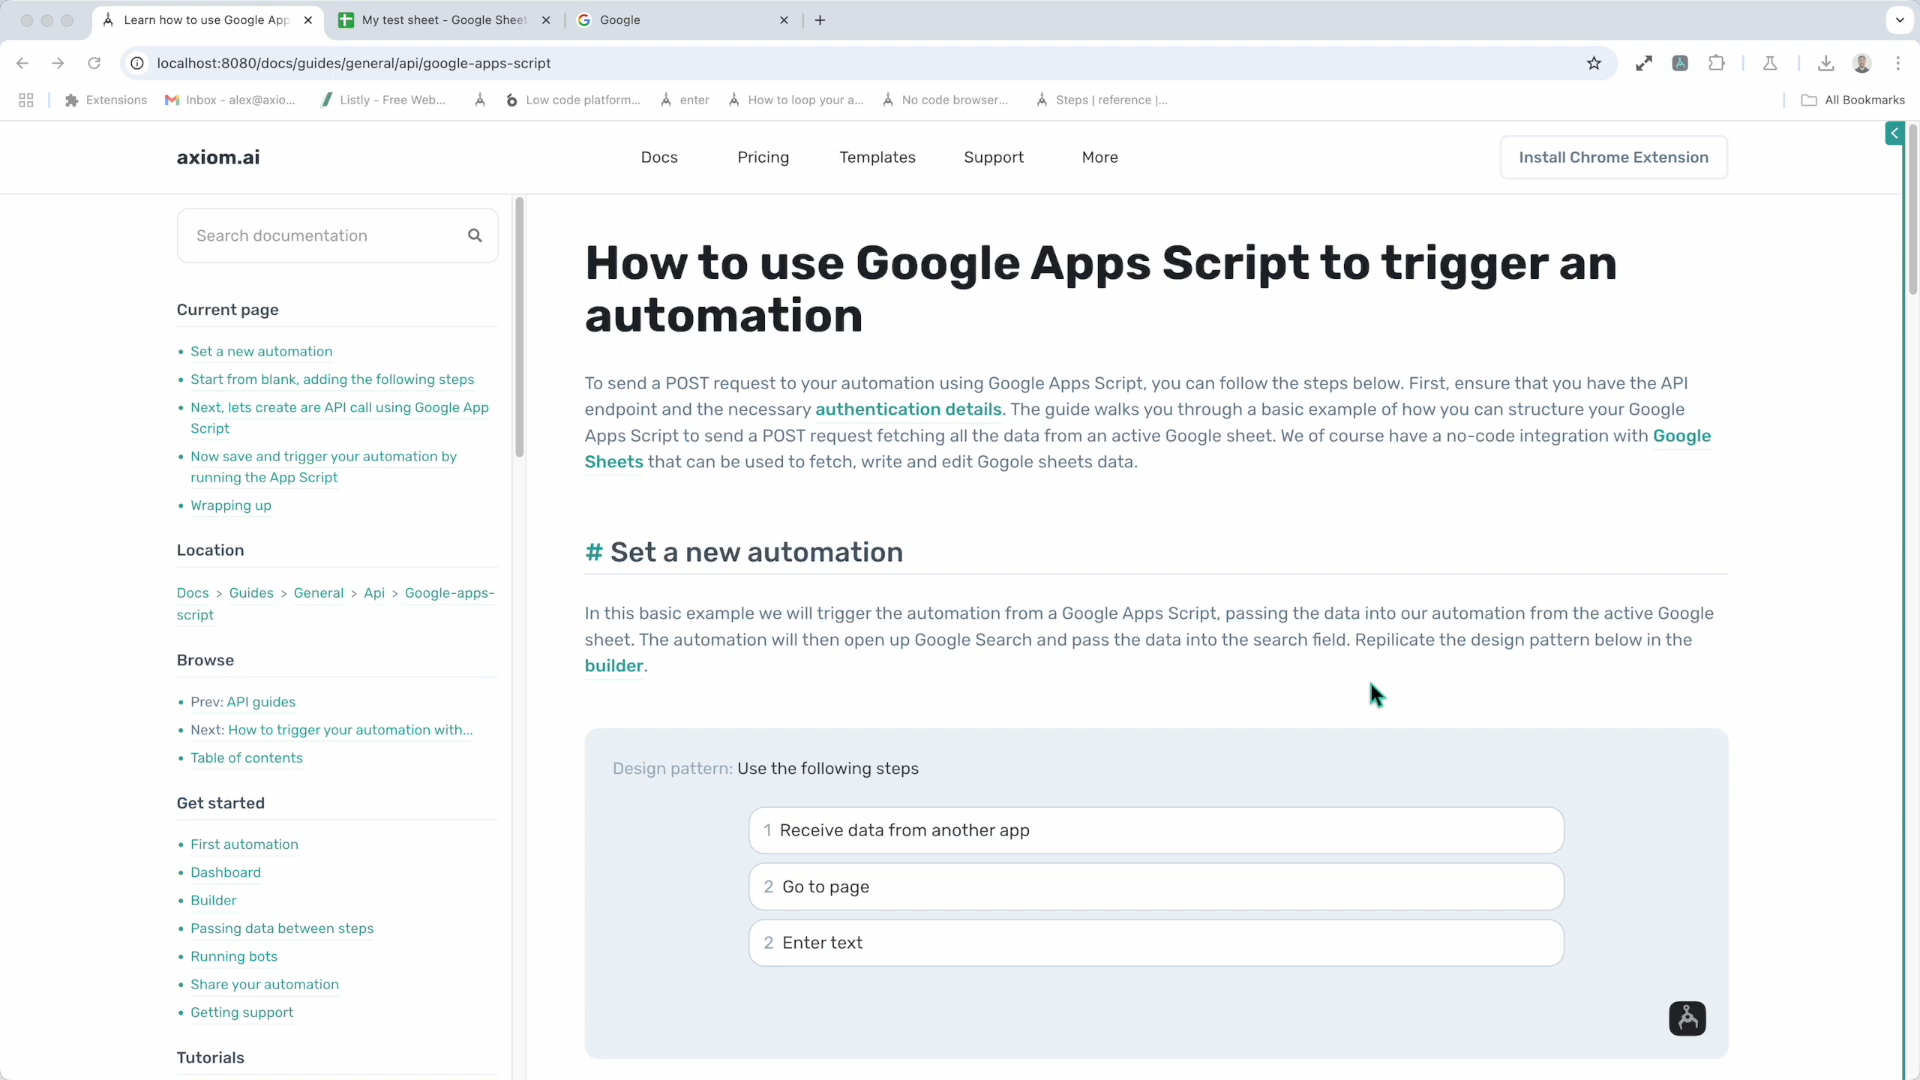 Learn how to use Google App
My test sheet - Google Sheet
Google
localhost:8080/docs/guides/general/api/google-apps-script
Extensions
Inbox - alex@axio...
Listly - Free Web...
Low code platform...
enter
How to loop your a...
No code browser...
Steps | reference |...
All Bookmarks
axiom.ai
Docs
Pricing
Templates
Support
More
Install Chrome Extension
Search documentation
Current page
• Set a new automation
• Start from blank, adding the following steps
• Next, lets create are API call using Google App
Script
• Now save and trigger your automation by
running the App Script
• Wrapping up
Location
Docs > Guides > General > Api > Google-apps-
script
Browse
• Prev: API guides
• Next: How to trigger your automation with...
• Table of contents
Get started
• First automation
• Dashboard
• Builder
• Passing data between steps
• Running bots
• Share your automation
• Getting support
Tutorials
How to use Google Apps Script to trigger an
automation
To send a POST request to your automation using Google Apps Script, you can follow the steps below. First, ensure that you have the API
endpoint and the necessary authentication details. The guide walks you through a basic example of how you can structure your Google
Apps Script to send a POST request fetching all the data from an active Google sheet. We of course have a no-code integration with Google
Sheets that can be used to fetch, write and edit Gogole sheets data.
# Set a new automation
In this basic example we will trigger the automation from a Google Apps Script, passing the data into our automation from the active Google
sheet. The automation will then open up Google Search and pass the data into the search field. Repilicate the design pattern below in the
builder.
Design pattern: Use the following steps
1 Receive data from another app
2 Go to page
2 Enter text